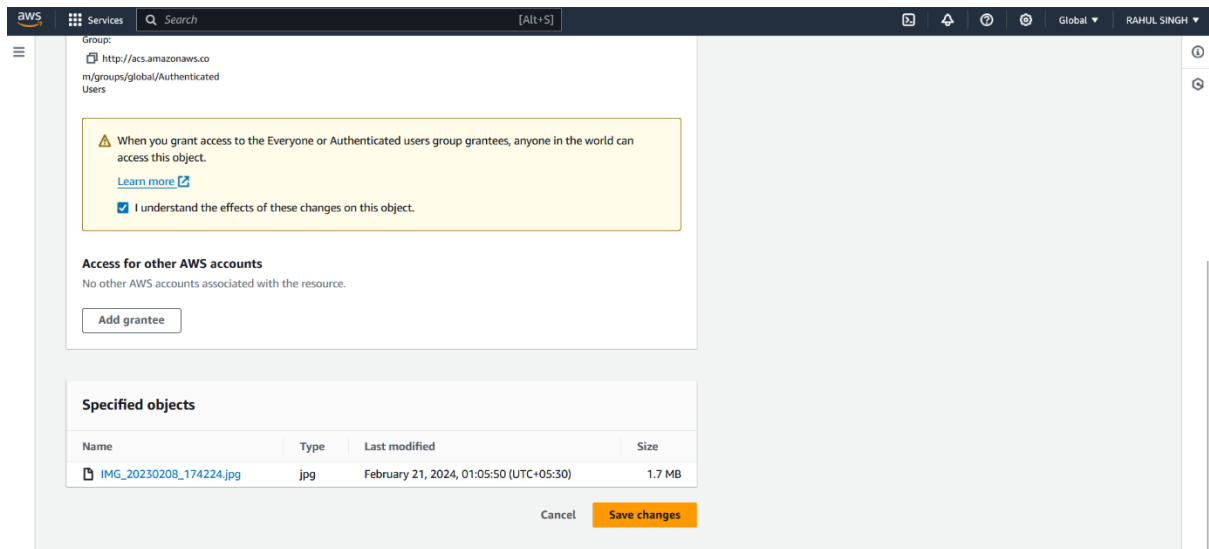 aws
Services
Search
[Alt+S]
Global ▼
RAHUL SINGH ▼
Group:
http://acs.amazonaws.co
m/groups/global/Authenticated
Users
When you grant access to the Everyone or Authenticated users group grantees, anyone in the world can
access this object.
Learn more
I understand the effects of these changes on this object.
Access for other AWS accounts
No other AWS accounts associated with the resource.
Add grantee
Specified objects
Name Type Last modified Size
IMG_20230208_174224.jpg jpg February 21, 2024, 01:05:50 (UTC+05:30) 1.7 MB
Cancel Save changes